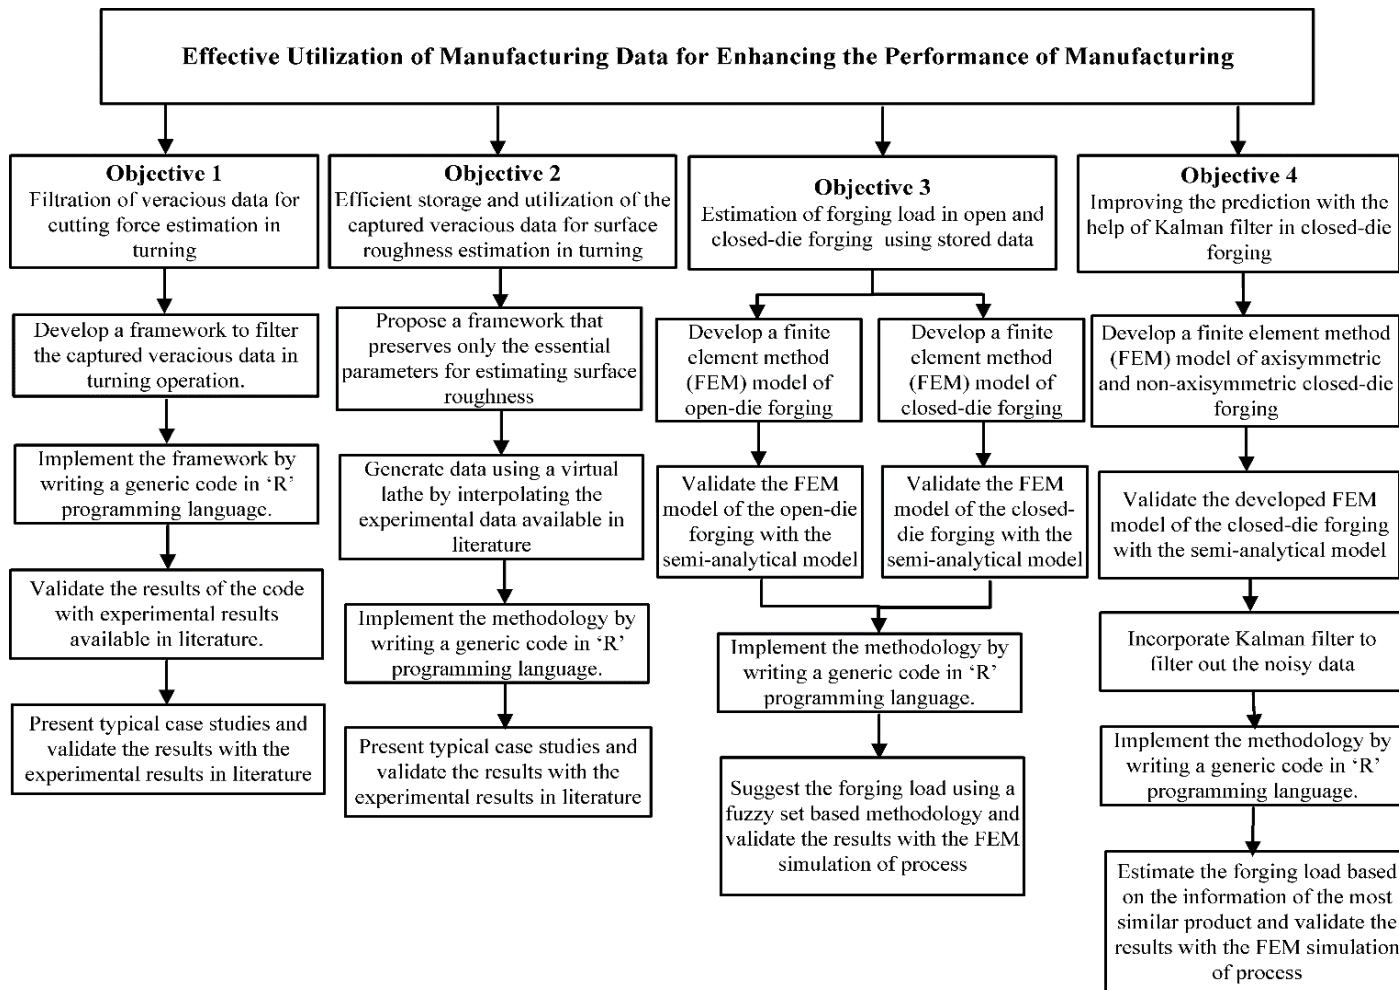 Effective Utilization of Manufacturing Data for Enhancing the Performance of Manufacturing
Objective 1
Filtration of veracious data for
cutting force estimation in
turning
Develop a framework to filter
the captured veracious data in
turning operation.
Implement the framework by
writing a generic code in ‘R’
programming language.
Validate the results of the code
with experimental results
available in literature.
Present typical case studies and
validate the results with the
experimental results in literature
Objective 2
Efficient storage and utilization of the
captured veracious data for surface
roughness estimation in turning
Propose a framework that
preserves only the essential
parameters for estimating surface
roughness
Generate data using a virtual
lathe by interpolating the
experimental data available in
literature
Implement the methodology by
writing a generic code in ‘R’
programming language.
Present typical case studies and
validate the results with the
experimental results in literature
Objective 3
Estimation of forging load in open and
closed-die forging using stored data
Develop a finite
element method
(FEM) model of
open-die forging
Validate the FEM
model of the open-die
forging with the
semi-analytical model
Develop a finite
element method
(FEM) model of
closed-die forging
Validate the FEM
model of the closed-
die forging with the
semi-analytical model
Implement the methodology by
writing a generic code in ‘R’
programming language.
Suggest the forging load using a
fuzzy set based methodology and
validate the results with the FEM
simulation of process
Objective 4
Improving the prediction with the
help of Kalman filter in closed-die
forging
Develop a finite element method
(FEM) model of axisymmetric
and non-axisymmetric closed-die
forging
Validate the developed FEM
model of the closed-die forging
with the semi-analytical model
Incorporate Kalman filter to
filter out the noisy data
Implement the methodology by
writing a generic code in ‘R’
programming language.
Estimate the forging load based
on the information of the most
similar product and validate the
results with the FEM simulation
of process